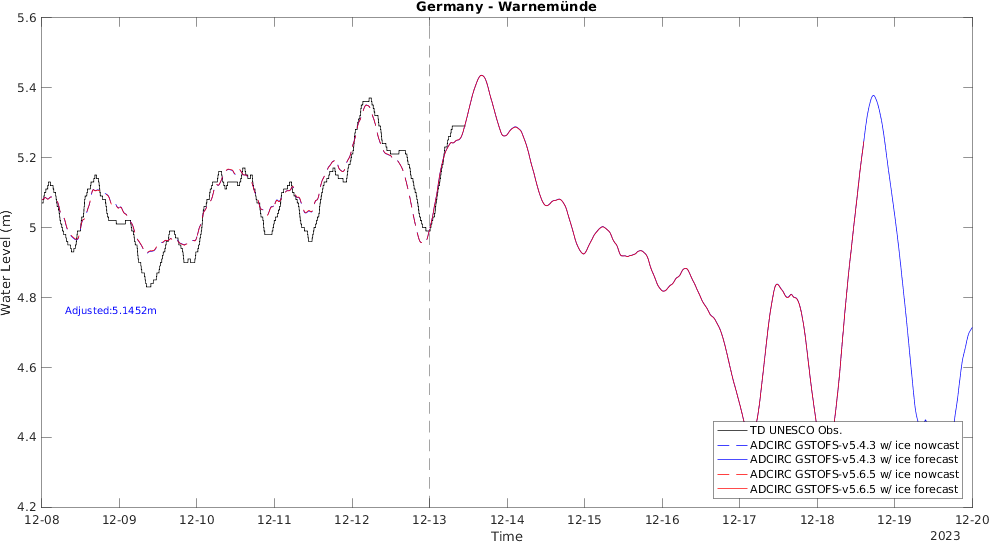 Germany - Warnemünde
5.6
5.4
5.2
5
4.8
4.6
4.4
4.2
Water Level (m)
Adjusted:5.1452m
TD UNESCO Obs.
ADCIRC GSTOFS-v5.4.3 w/ ice nowcast
ADCIRC GSTOFS-v5.4.3 w/ ice forecast
ADCIRC GSTOFS-v5.6.5 w/ ice nowcast
ADCIRC GSTOFS-v5.6.5 w/ ice forecast
12-08 12-09 12-10 12-11 12-12 12-13 12-14 12-15 12-16 12-17 12-18 12-19 12-20
Time
2023